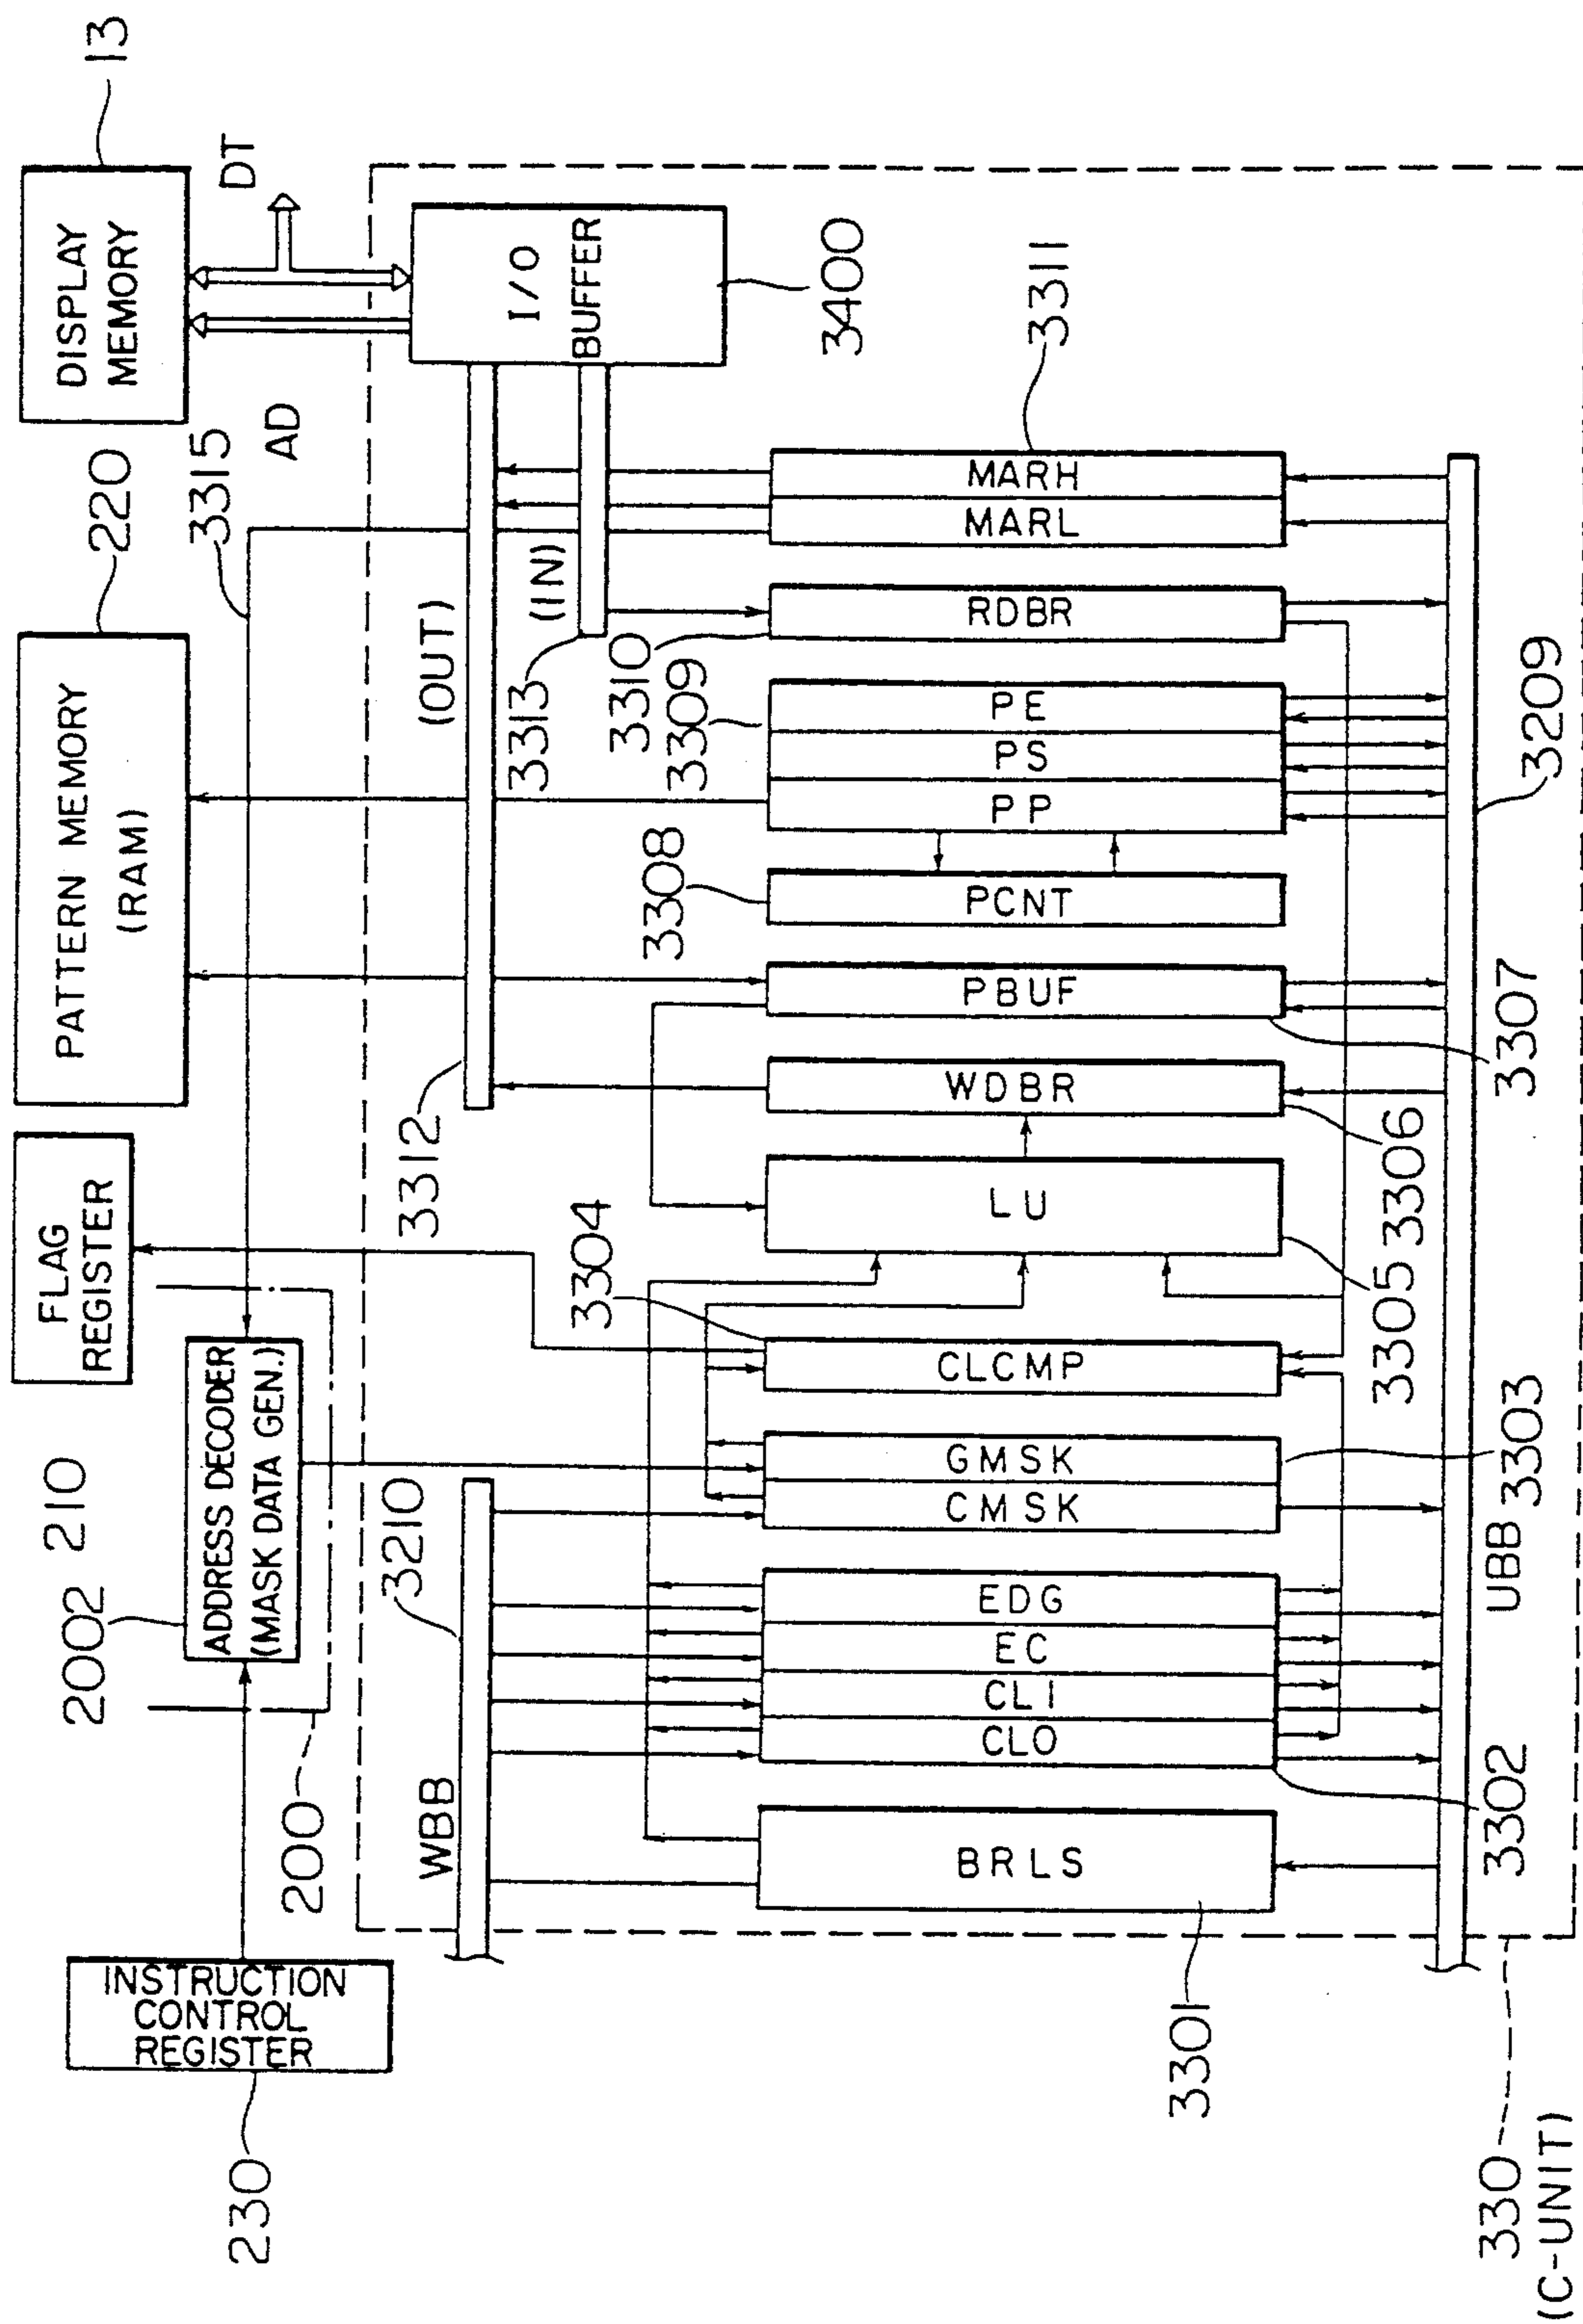 230
INSTRUCTION
CONTROL
REGISTER
2002
210
200
ADDRESS DECODER
(MASK DATA GEN.)
FLAG
REGISTER
PATTERN MEMORY
(RAM)
220
3315
AD
DISPLAY
MEMORY
13
DT
WBB
3210
3312
(OUT)
3313
(IN)
I/O
BUFFER
3400
3304
3308
3309
3310
3311
BRLS
CL0
CL1
EC
EDG
CMSK
GMSK
CLCMP
LU
WDBR
PBUF
PCNT
PP
PS
PE
RDBR
MARL
MARH
3301
3302
UBB
3303
3305
3306
3307
3209
330
(C-UNIT)